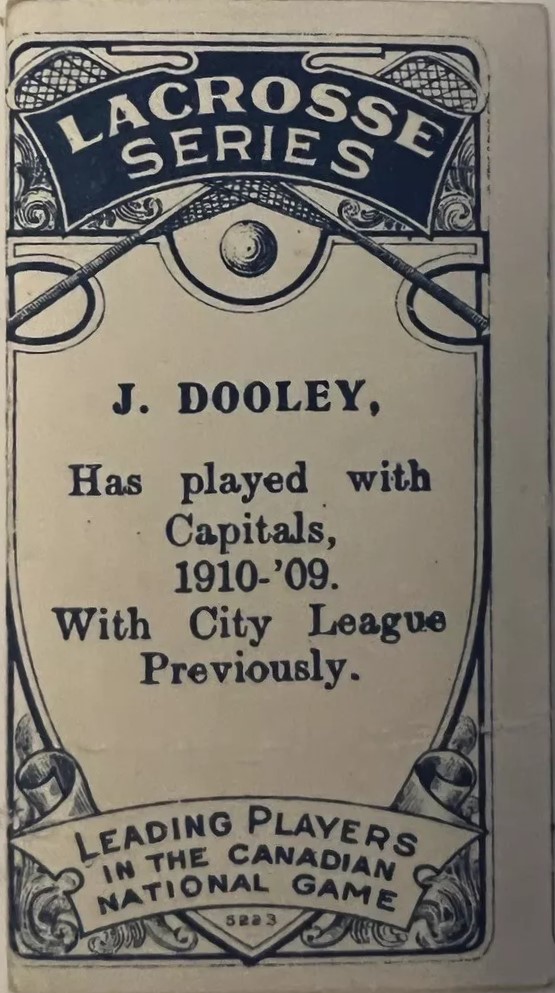 LACROSSE
SERIES
J. DOOLEY,
Has played with
Capitals,
1910-'09.
With City League
Previously.
LEADING PLAYERS
IN THE CANADIAN
NATIONAL GAME
5223